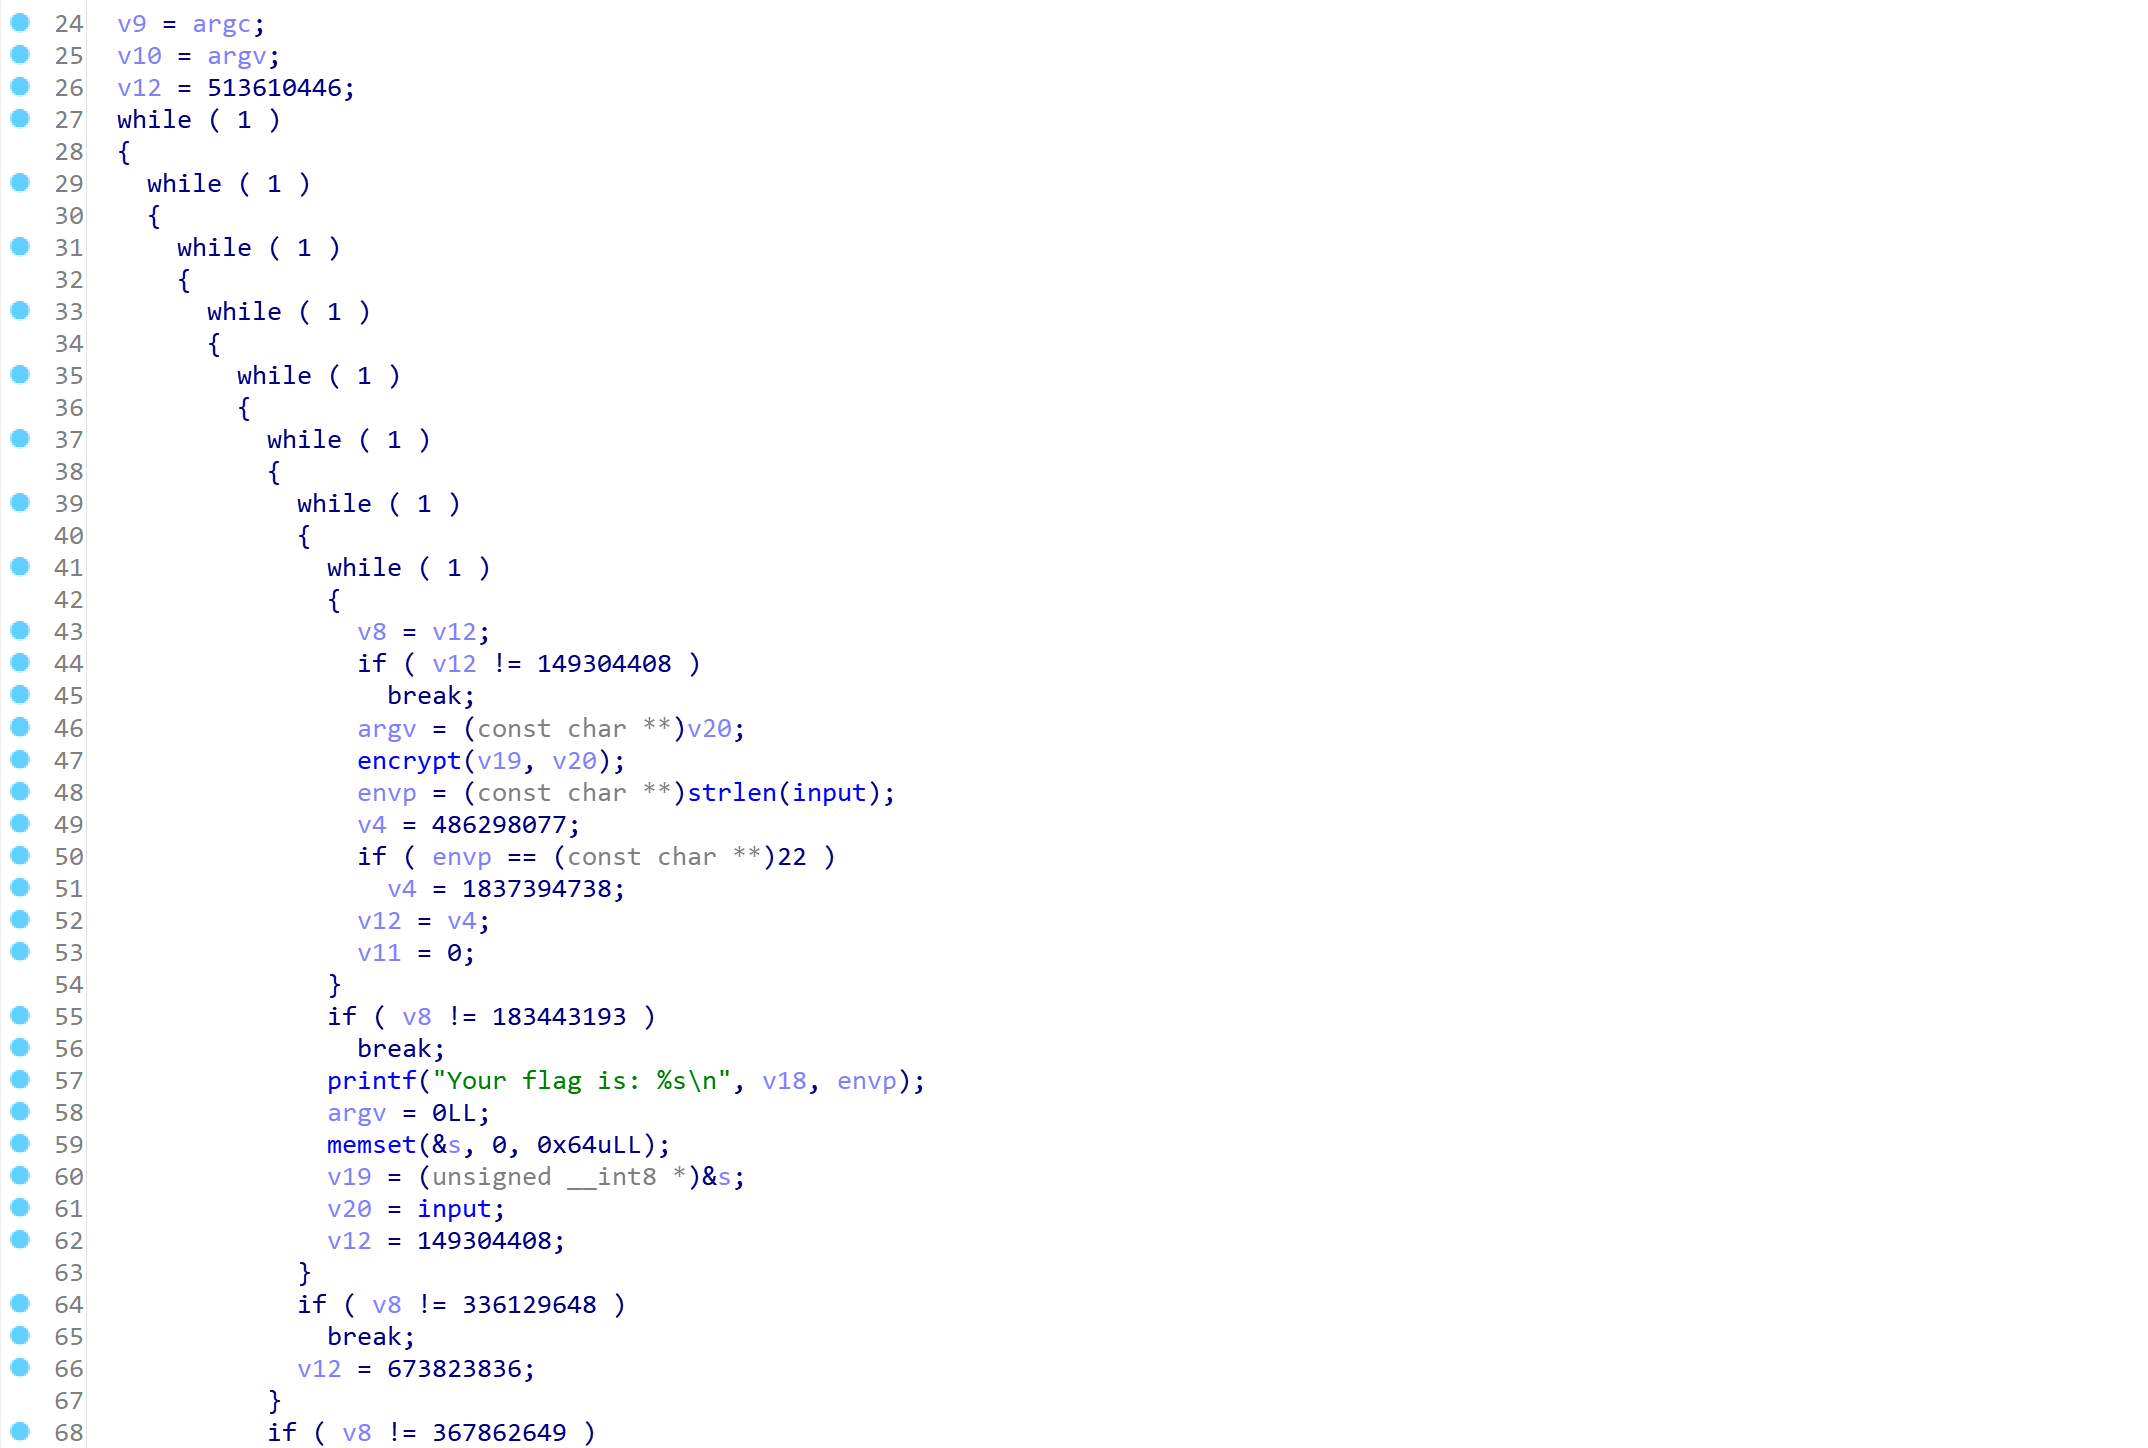 24 v9 = argc;
25 v10 = argv;
26 v12 = 513610446;
27 while ( 1 )
28 {
29 while ( 1 )
30 {
31 while ( 1 )
32 {
33 while ( 1 )
34 {
35 while ( 1 )
36 {
37 while ( 1 )
38 {
39 while ( 1 )
40 {
41 while ( 1 )
42 {
43 v8 = v12;
44 if ( v12 != 149304408 )
45 break;
46 argv = (const char **)v20;
47 encrypt(v19, v20);
48 envp = (const char **)strlen(input);
49 v4 = 486298077;
50 if ( envp == (const char **)22 )
51 v4 = 1837394738;
52 v12 = v4;
53 v11 = 0;
54 }
55 if ( v8 != 183443193 )
56 break;
57 printf("Your flag is: %s\n", v18, envp);
58 argv = 0LL;
59 memset(&s, 0, 0x64uLL);
60 v19 = (unsigned __int8 *)&s;
61 v20 = input;
62 v12 = 149304408;
63 }
64 if ( v8 != 336129648 )
65 break;
66 v12 = 673823836;
67 }
68 if ( v8 != 367862649 )